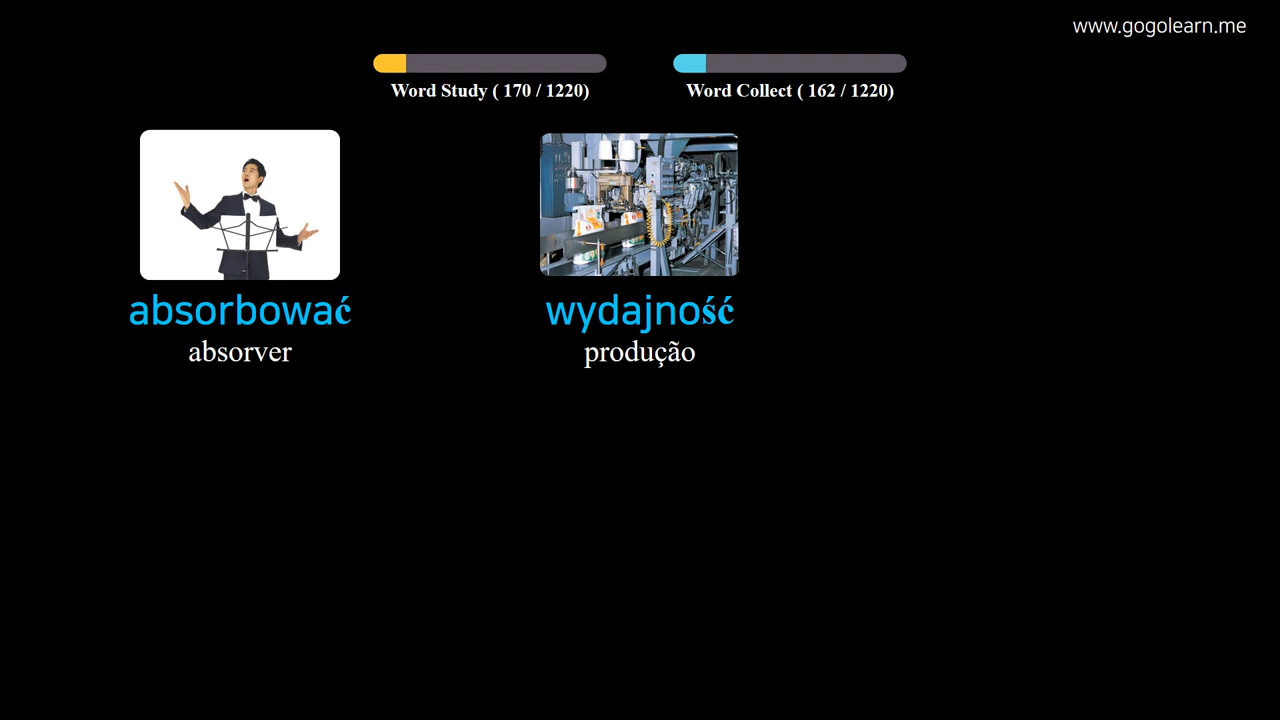 www.gogolearn.me
Word Study ( 170 / 1220)
Word Collect ( 162 / 1220)
absorbować
wydajność
absorver
produção